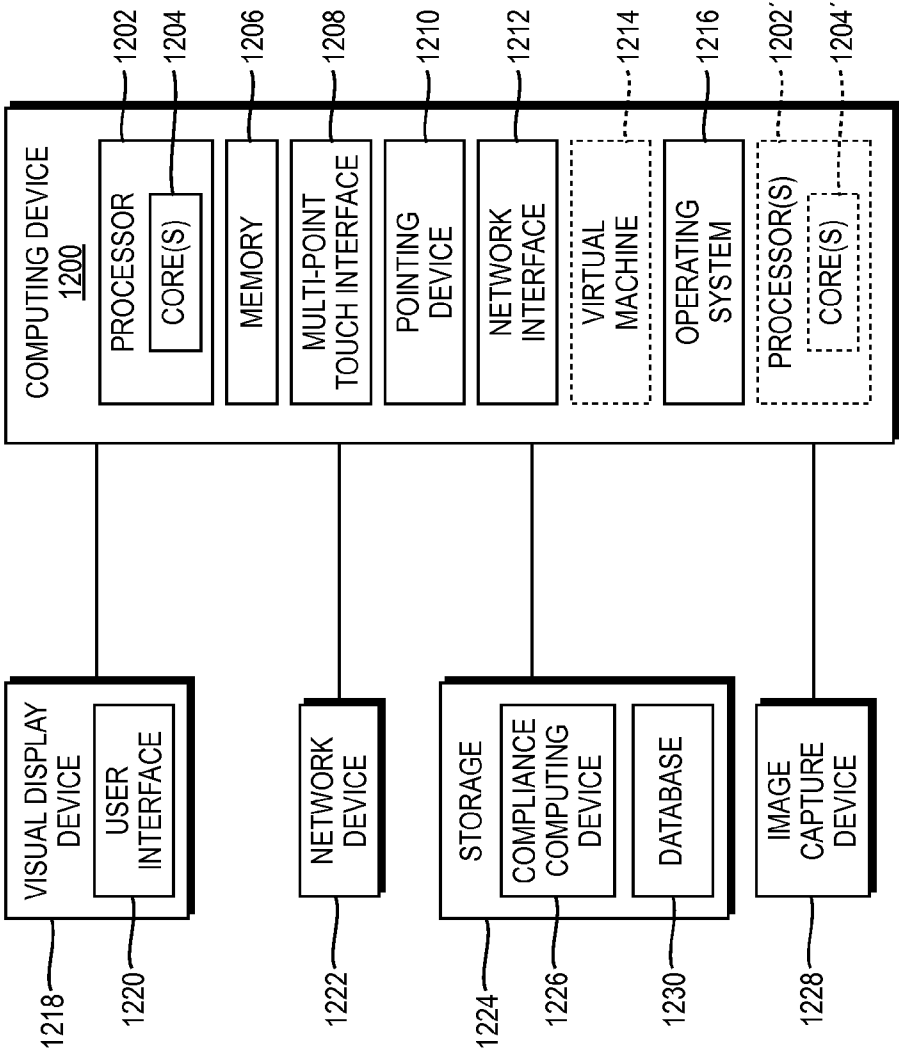 COMPUTING DEVICE
1200
PROCESSOR
CORE(S)
MEMORY
MULTI-POINT
TOUCH INTERFACE
POINTING
DEVICE
NETWORK
INTERFACE
VIRTUAL
MACHINE
OPERATING
SYSTEM
PROCESSOR(S)
CORE(S)
1202
1204
1206
1208
1210
1212
1214
1216
1202′
1204′
VISUAL DISPLAY
DEVICE
USER
INTERFACE
NETWORK
DEVICE
STORAGE
COMPLIANCE
COMPUTING
DEVICE
DATABASE
IMAGE
CAPTURE
DEVICE
1218
1220
1222
1224
1226
1230
1228